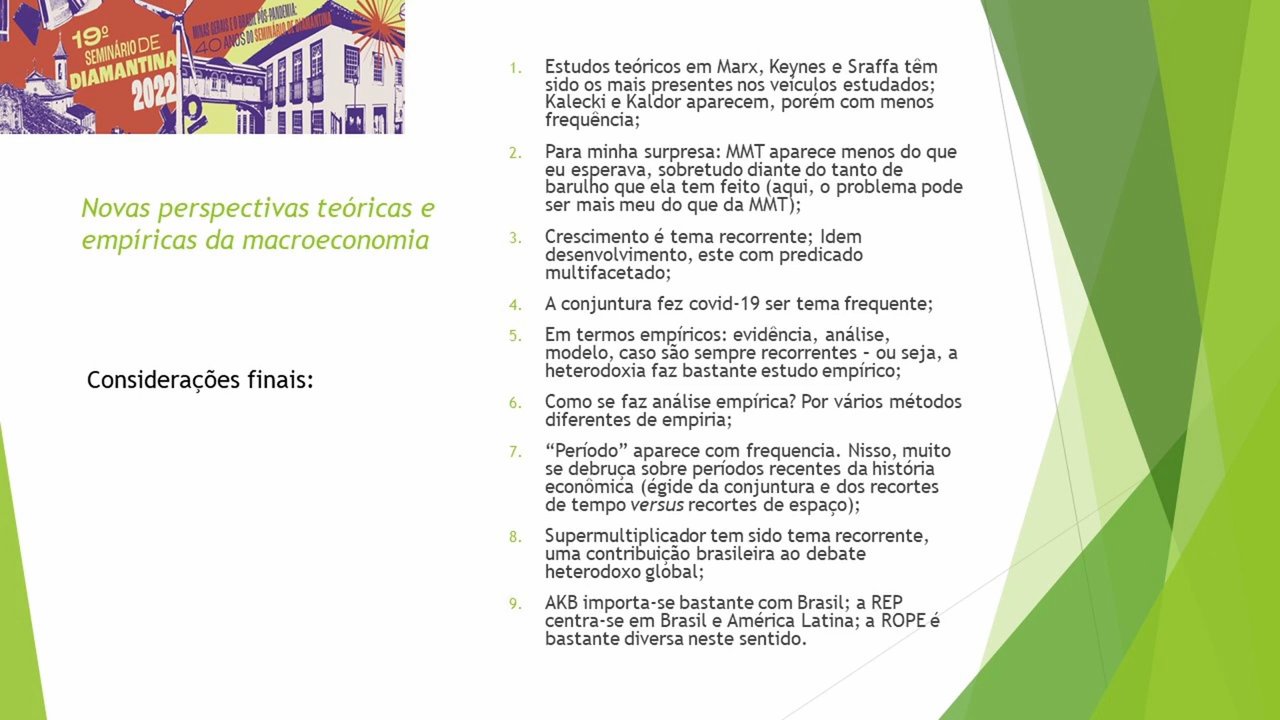 19º
SEMINÁRIO DE
DIAMANTINA
2022
MINAS GERAIS E O BRASIL PÓS-PANDEMIA:
40 ANOS DO SEMINÁRIO DE DIAMANTINA
Novas perspectivas teóricas e
empíricas da macroeconomia
Considerações finais:
1. Estudos teóricos em Marx, Keynes e Sraffa têm
sido os mais presentes nos veículos estudados;
Kalecki e Kaldor aparecem, porém com menos
frequência;
2. Para minha surpresa: MMT aparece menos do que
eu esperava, sobretudo diante do tanto de
barulho que ela tem feito (aqui, o problema pode
ser mais meu do que da MMT);
3. Crescimento é tema recorrente; Idem
desenvolvimento, este com predicado
multifacetado;
4. A conjuntura fez covid-19 ser tema frequente;
5. Em termos empíricos: evidência, análise,
modelo, caso são sempre recorrentes – ou seja, a
heterodoxia faz bastante estudo empírico;
6. Como se faz análise empírica? Por vários métodos
diferentes de empiria;
7. “Período” aparece com frequencia. Nisso, muito
se debruça sobre períodos recentes da história
econômica (égide da conjuntura e dos recortes
de tempo versus recortes de espaço);
8. Supermultiplicador tem sido tema recorrente,
uma contribuição brasileira ao debate
heterodoxo global;
9. AKB importa-se bastante com Brasil; a REP
centra-se em Brasil e América Latina; a ROPE é
bastante diversa neste sentido.